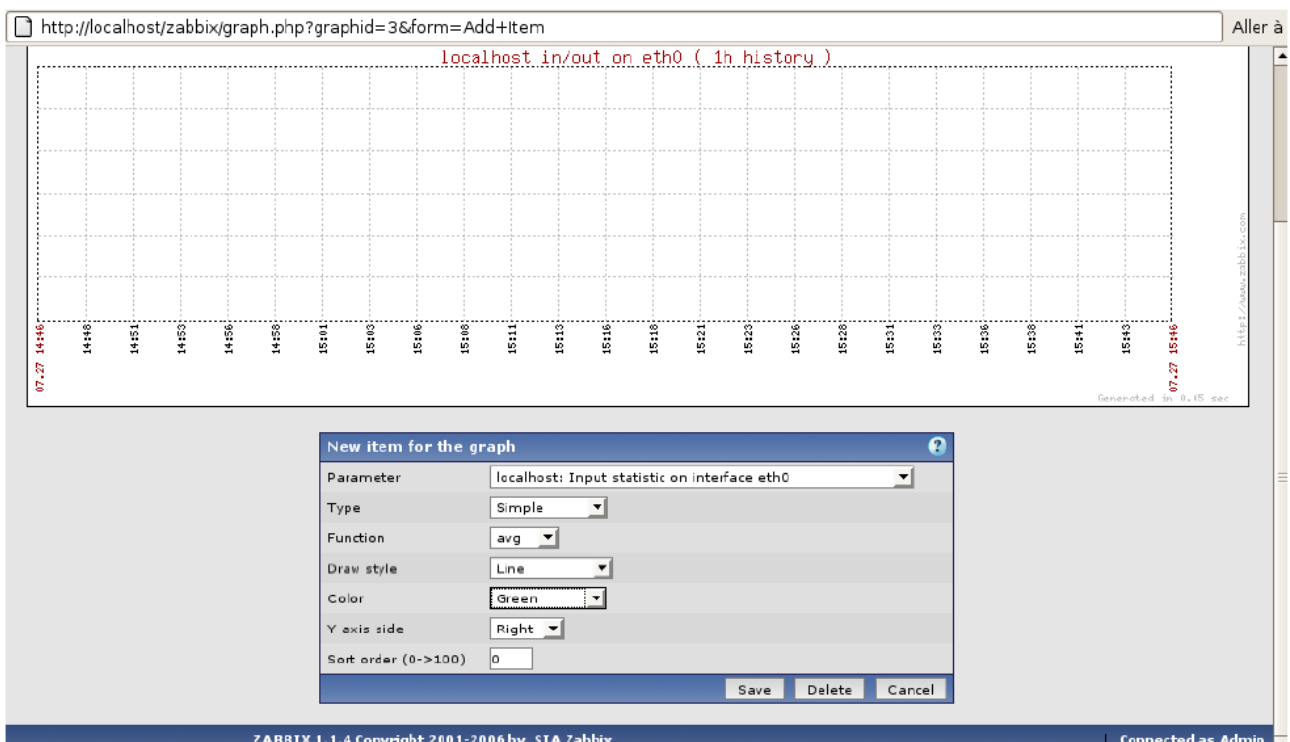 http://localhost/zabbix/graph.php?graphid=3&form=Add+Item Aller à
localhost in/out on eth0 ( 1h history )
07.27 14:46 14:48 14:51 14:53 14:56 14:58 15:01 15:03 15:06 15:08 15:11 15:13 15:16 15:18 15:21 15:23 15:26 15:28 15:31 15:33 15:36 15:38 15:41 15:43 07.27 15:46
http://www.zabbix.com
Generated in 0.15 sec
New item for the graph ?
Parameter localhost: Input statistic on interface eth0
Type Simple
Function avg
Draw style Line
Color Green
Y axis side Right
Sort order (0->100) 0
Save Delete Cancel
ZABBIX 1.1.4 Copyright 2001-2006 by SIA Zabbix Connected as Admin